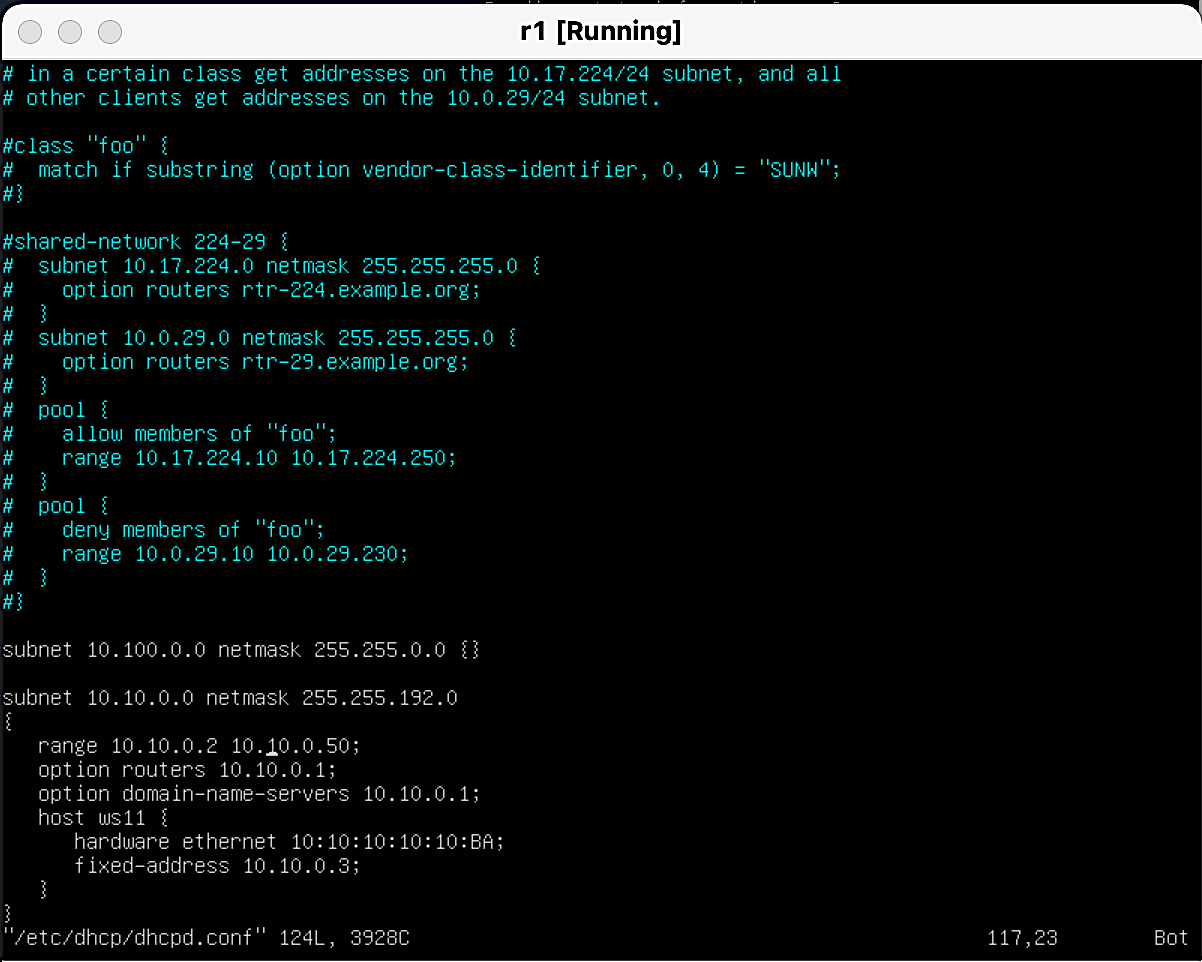 r1 [Running]
# in a certain class get addresses on the 10.17.224/24 subnet, and all
# other clients get addresses on the 10.0.29/24 subnet.
#class "foo" {
#  match if substring (option vendor-class-identifier, 0, 4) = "SUNW";
#}
#shared-network 224-29 {
#  subnet 10.17.224.0 netmask 255.255.255.0 {
#    option routers rtr-224.example.org;
#  }
#  subnet 10.0.29.0 netmask 255.255.255.0 {
#    option routers rtr-29.example.org;
#  }
#  pool {
#    allow members of "foo";
#    range 10.17.224.10 10.17.224.250;
#  }
#  pool {
#    deny members of "foo";
#    range 10.0.29.10 10.0.29.230;
#  }
#}
subnet 10.100.0.0 netmask 255.255.0.0 {}
subnet 10.10.0.0 netmask 255.255.192.0
{
   range 10.10.0.2 10.10.0.50;
   option routers 10.10.0.1;
   option domain-name-servers 10.10.0.1;
   host ws11 {
      hardware ethernet 10:10:10:10:10:BA;
      fixed-address 10.10.0.3;
   }
}
"/etc/dhcp/dhcpd.conf" 124L, 3928C 117,23 Bot